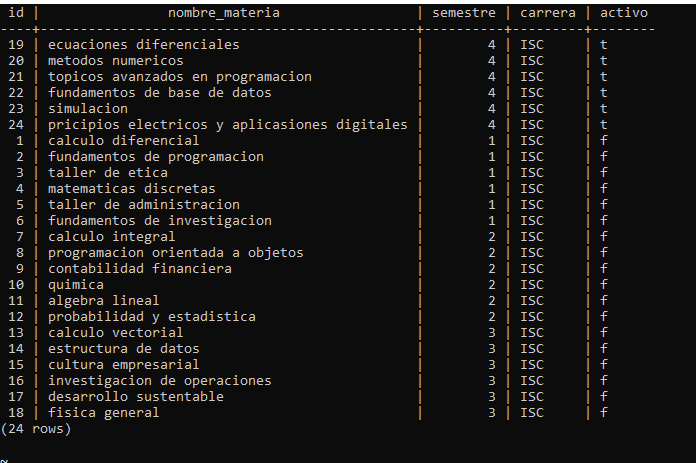 id | nombre_materia | semestre | carrera | activo
----+----------------------------------------------+----------+---------+--------
19 | ecuaciones diferenciales | 4 | ISC | t
20 | metodos numericos | 4 | ISC | t
21 | topicos avanzados en programacion | 4 | ISC | t
22 | fundamentos de base de datos | 4 | ISC | t
23 | simulacion | 4 | ISC | t
24 | pricipios electricos y aplicasiones digitales | 4 | ISC | t
1 | calculo diferencial | 1 | ISC | f
2 | fundamentos de programacion | 1 | ISC | f
3 | taller de etica | 1 | ISC | f
4 | matematicas discretas | 1 | ISC | f
5 | taller de administracion | 1 | ISC | f
6 | fundamentos de investigacion | 1 | ISC | f
7 | calculo integral | 2 | ISC | f
8 | programacion orientada a objetos | 2 | ISC | f
9 | contabilidad financiera | 2 | ISC | f
10 | quimica | 2 | ISC | f
11 | algebra lineal | 2 | ISC | f
12 | probabilidad y estadistica | 2 | ISC | f
13 | calculo vectorial | 3 | ISC | f
14 | estructura de datos | 3 | ISC | f
15 | cultura empresarial | 3 | ISC | f
16 | investigacion de operaciones | 3 | ISC | f
17 | desarrollo sustentable | 3 | ISC | f
18 | fisica general | 3 | ISC | f
(24 rows)
~